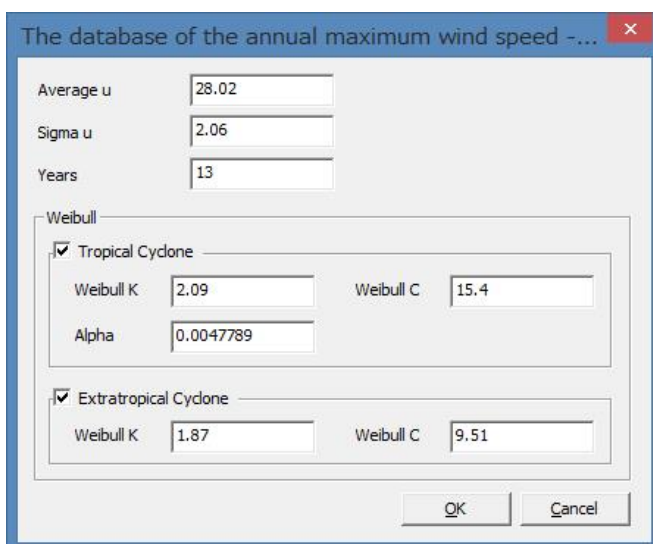 The database of the annual maximum wind speed -...
Average u 28.02
Sigma u 2.06
Years 13
Weibull
Tropical Cyclone
Weibull K 2.09 Weibull C 15.4
Alpha 0.0047789
Extratropical Cyclone
Weibull K 1.87 Weibull C 9.51
OK Cancel